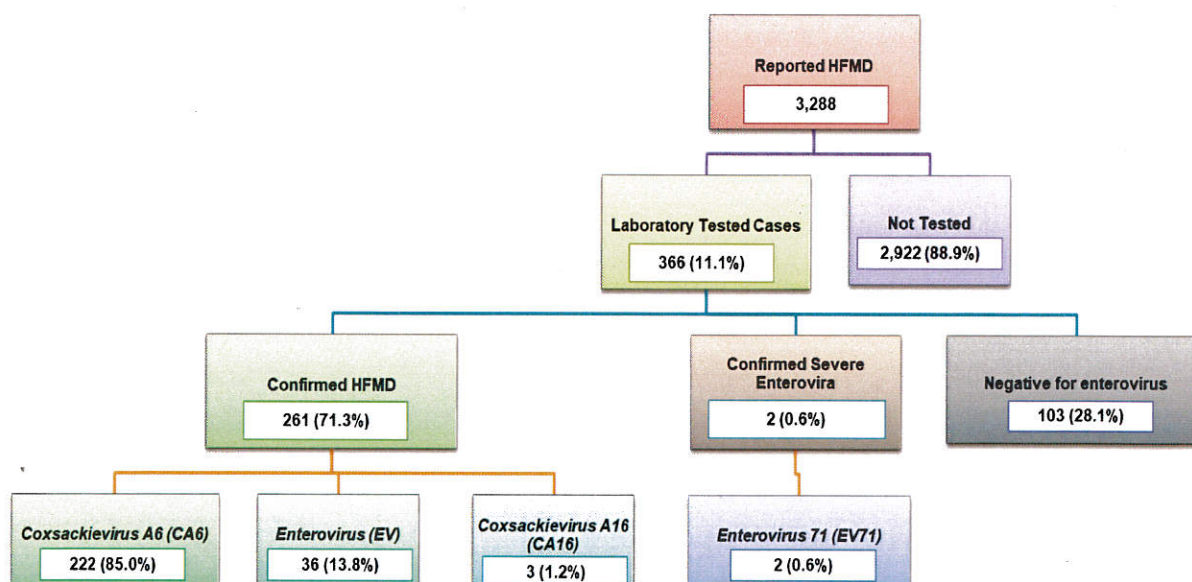 Reported HFMD
3,288
Laboratory Tested Cases
366 (11.1%)
Not Tested
2,922 (88.9%)
Confirmed HFMD
261 (71.3%)
Confirmed Severe
Enterovira
2 (0.6%)
Negative for enterovirus
103 (28.1%)
Coxsackievirus A6 (CA6)
222 (85.0%)
Enterovirus (EV)
36 (13.8%)
Coxsackievirus A16
(CA16)
3 (1.2%)
Enterovirus 71 (EV71)
2 (0.6%)